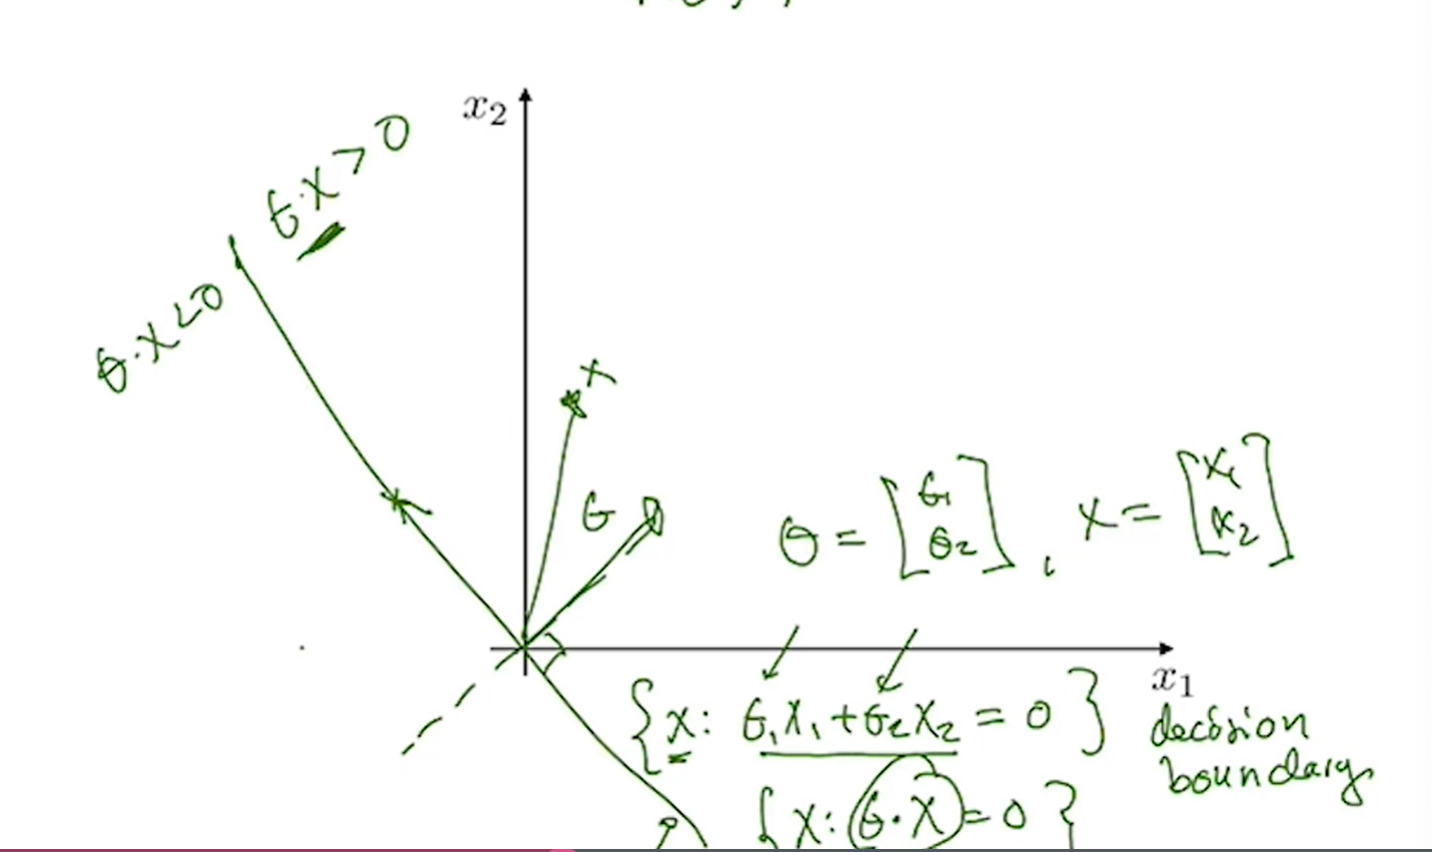 x₂
θ·x > 0
θ·x < 0
x
θ
θ = [θ₁ θ₂], x = [x₁ x₂]
x₁
{x: θ₁x₁ + θ₂x₂ = 0} decision
boundary
{x: θ·x = 0}